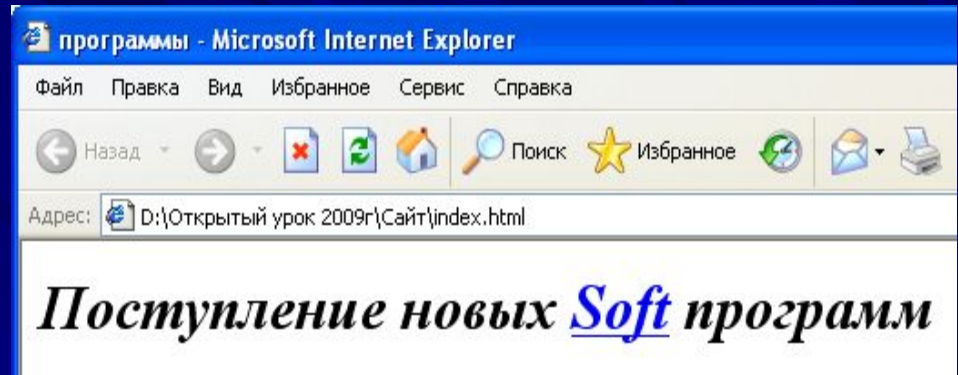 программы - Microsoft Internet Explorer
Файл Правка Вид Избранное Сервис Справка
Назад Поиск Избранное
Адрес: D:\Открытый урок 2009г\Сайт\index.html
Поступление новых Soft программ